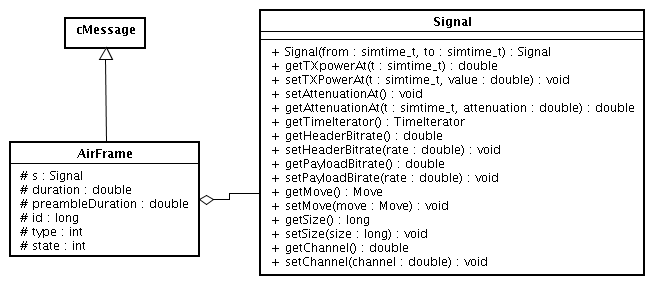 cMessage
AirFrame
# s : Signal
# duration : double
# preambleDuration : double
# id : long
# type : int
# state : int
Signal
+ Signal(from : simtime_t, to : simtime_t) : Signal
+ getTXpowerAt(t : simtime_t) : double
+ setTXPowerAt(t : simtime_t, value : double) : void
+ setAttenuationAt() : void
+ getAttenuationAt(t : simtime_t, attenuation : double) : double
+ getTimeIterator() : TimeIterator
+ getHeaderBitrate() : double
+ setHeaderBitrate(rate : double) : void
+ getPayloadBitrate() : double
+ setPayloadBirate(rate : double) : void
+ getMove() : Move
+ setMove(move : Move) : void
+ getSize() : long
+ setSize(size : long) : void
+ getChannel() : double
+ setChannel(channel : double) : void